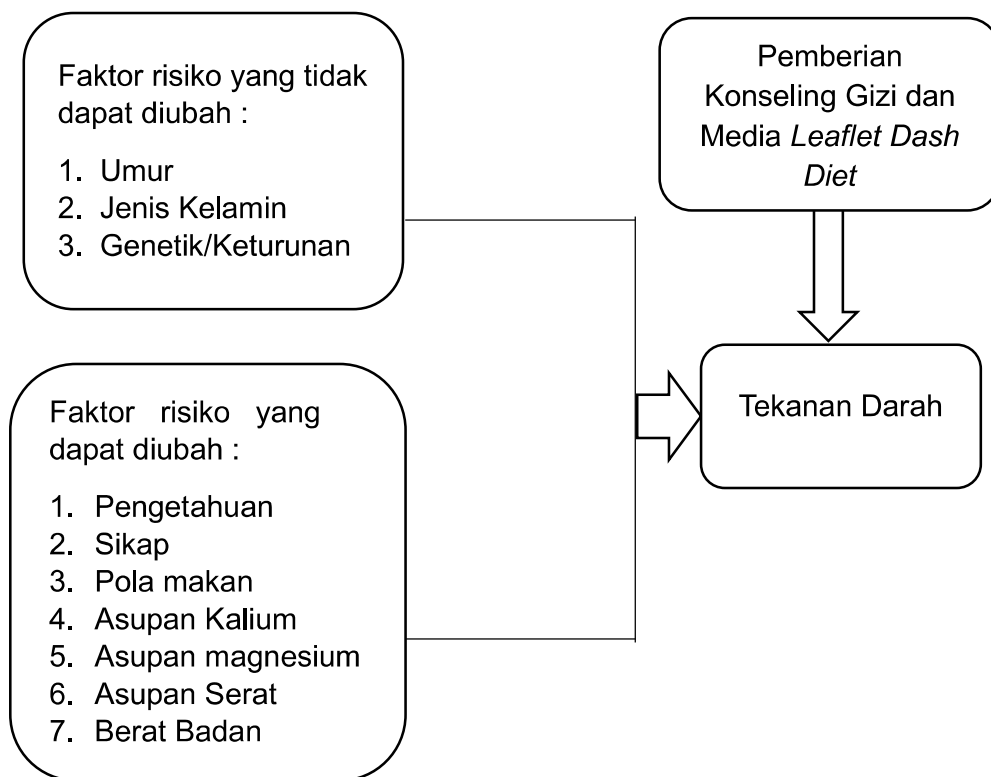 Faktor risiko yang tidak
dapat diubah :
1. Umur
2. Jenis Kelamin
3. Genetik/Keturunan
Pemberian
Konseling Gizi dan
Media Leaflet Dash
Diet
Faktor risiko yang
dapat diubah :
1. Pengetahuan
2. Sikap
3. Pola makan
4. Asupan Kalium
5. Asupan magnesium
6. Asupan Serat
7. Berat Badan
Tekanan Darah